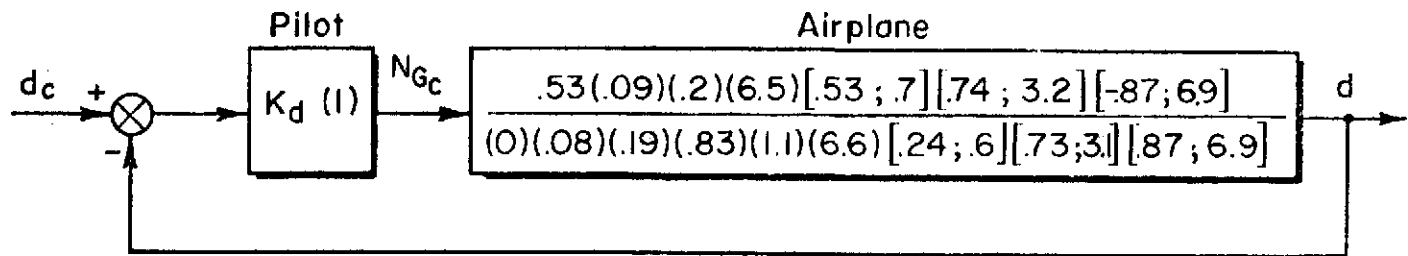 Pilot
Airplane
d_c
+
-
K_d (1)
N_G_c
.53(.09)(.2)(6.5)[.53 ; .7][.74 ; 3.2][-.87; 6.9]
(0)(.08)(.19)(.83)(1.1)(6.6)[.24 ; .6][.73;3.1][.87 ; 6.9]
d